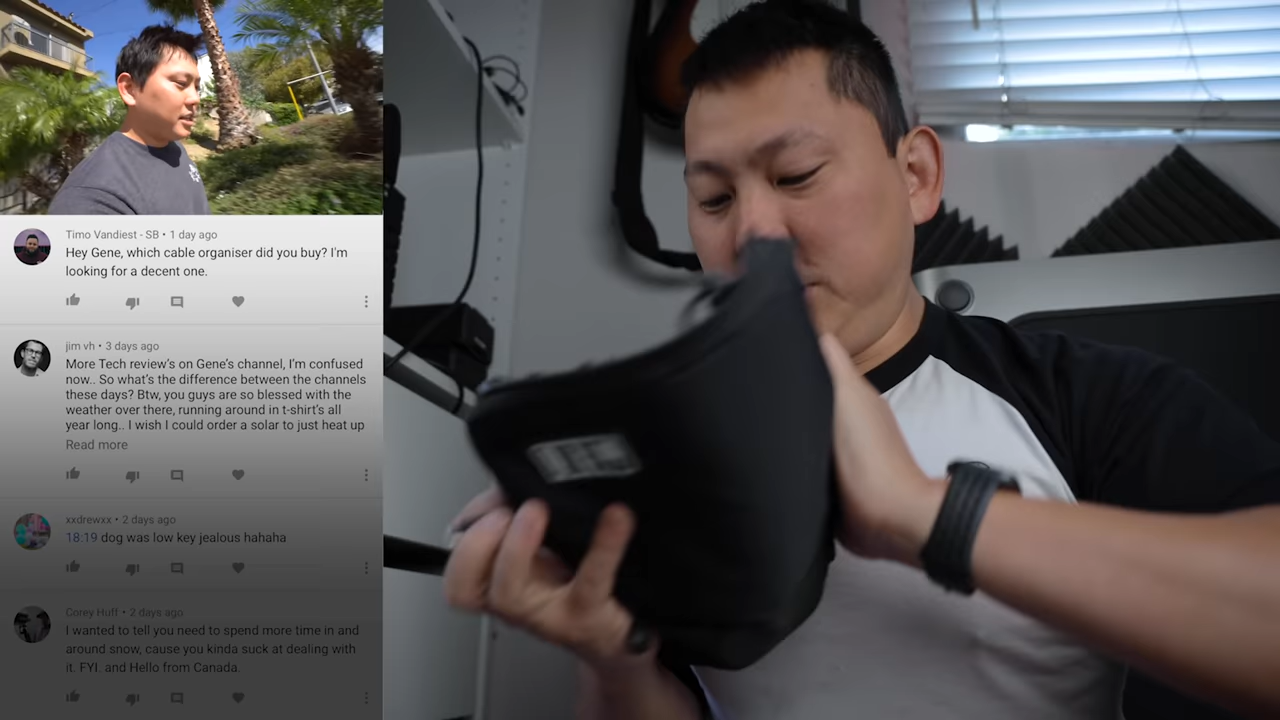 Timo Vandiest - SB • 1 day ago
Hey Gene, which cable organiser did you buy? I'm
looking for a decent one.
jim vh • 3 days ago
More Tech review's on Gene's channel, I'm confused
now.. So what's the difference between the channels
these days? Btw, you guys are so blessed with the
weather over there, running around in t-shirt's all
year long.. I wish I could order a solar to just heat up
Read more
xxdrewxx • 2 days ago
18:19 dog was low key jealous hahaha
Corey Huff • 2 days ago
I wanted to tell you need to spend more time in and
around snow, cause you kinda suck at dealing with
it. FYI. and Hello from Canada.